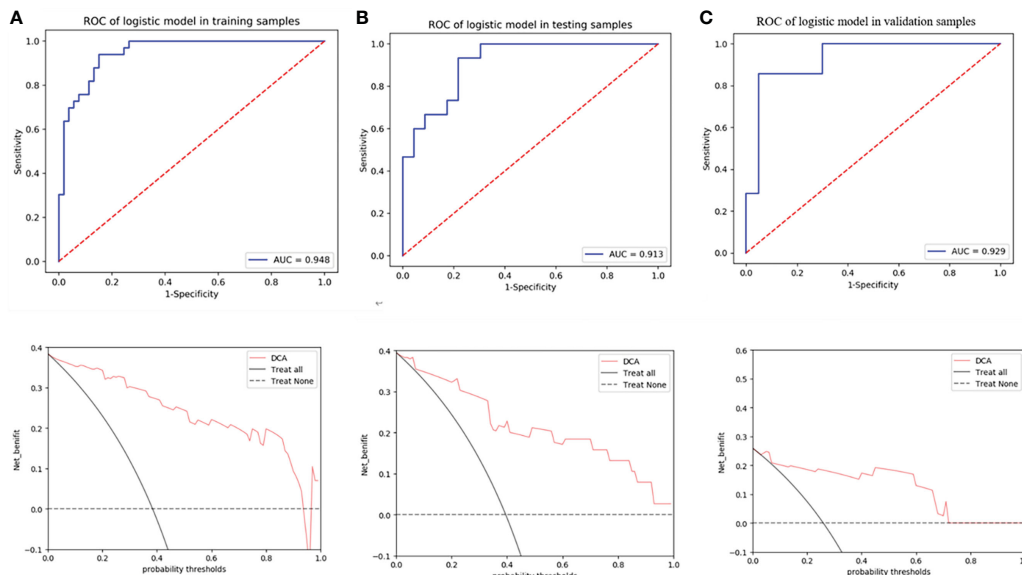 A
B
C
ROC of logistic model in training samples
1.0
0.8
0.6
0.4
0.2
0.0
Sensitivity
0.0 0.2 0.4 0.6 0.8 1.0
1-Specificity
AUC = 0.948
ROC of logistic model in testing samples
1.0
0.8
0.6
0.4
0.2
0.0
Sensitivity
0.0 0.2 0.4 0.6 0.8 1.0
1-Specificity
AUC = 0.913
ROC of logistic model in validation samples
1.0
0.8
0.6
0.4
0.2
0.0
Sensitivity
0.0 0.2 0.4 0.6 0.8 1.0
1-Specificity
AUC = 0.929
0.4
0.3
0.2
0.1
0.0
−0.1
Net_benifit
DCA
Treat all
Treat None
0.0 0.2 0.4 0.6 0.8 1.0
probability thresholds
0.4
0.3
0.2
0.1
0.0
−0.1
Net_benifit
DCA
Treat all
Treat None
0.0 0.2 0.4 0.6 0.8 1.0
probability thresholds
0.6
0.5
0.4
0.3
0.2
0.1
0.0
−0.1
Net_benifit
DCA
Treat all
Treat None
0.0 0.2 0.4 0.6 0.8
probability thresholds